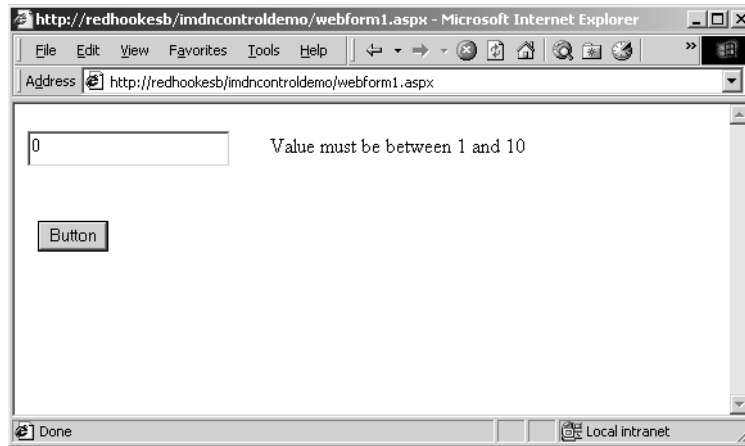 http://redhookesb/imdncontroldemo/webform1.aspx - Microsoft Internet Explorer
File Edit View Favorites Tools Help »
Address http://redhookesb/imdncontroldemo/webform1.aspx
0 Value must be between 1 and 10
Button
Done Local intranet